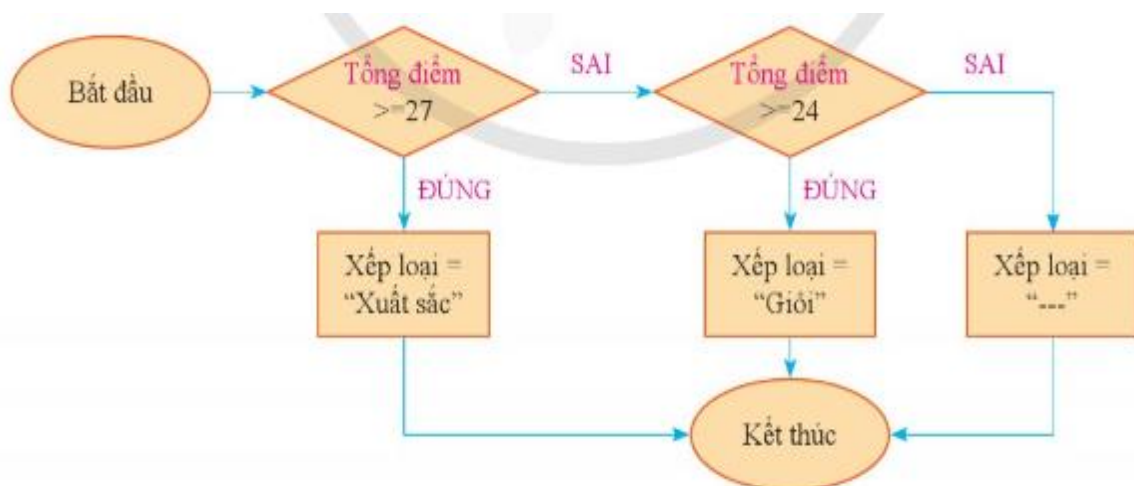 Bắt đầu
Tổng điểm
>=27
SAI
Tổng điểm
>=24
SAI
ĐÚNG
ĐÚNG
Xếp loại =
“Xuất sắc”
Xếp loại =
“Giỏi”
Xếp loại =
“---”
Kết thúc